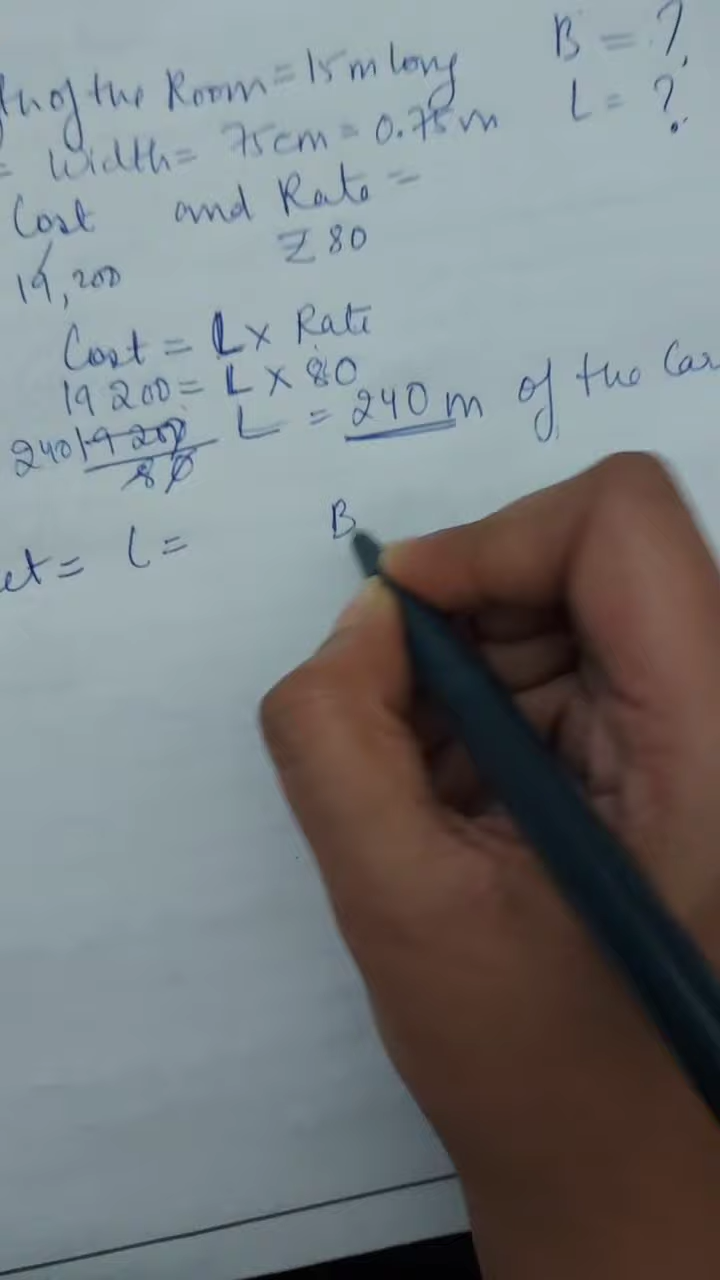 th of the Room = 15 m long B = ?
= Width = 75 cm = 0.75 m L = ?
Cost and Rate =
19,200 ₹ 80
Cost = L × Rate
19 200 = L × 80
240 19 200 L = 240 m of the Car
80
et = L = B